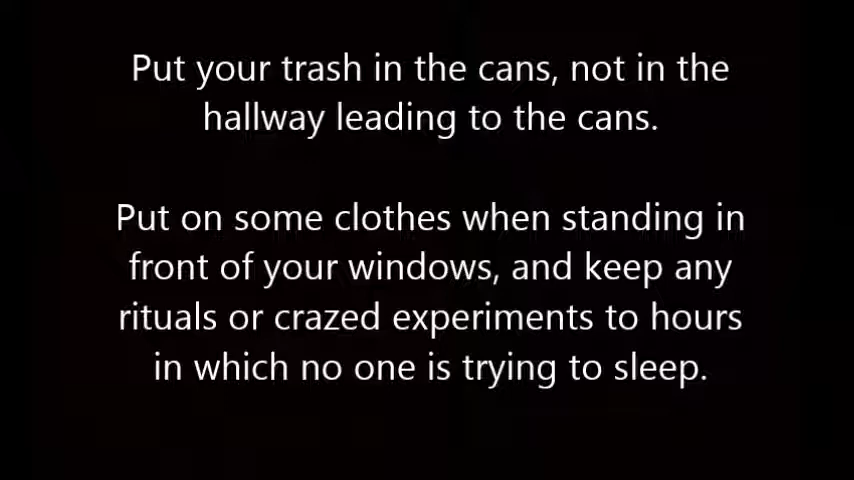 Put your trash in the cans, not in the
hallway leading to the cans.
Put on some clothes when standing in
front of your windows, and keep any
rituals or crazed experiments to hours
in which no one is trying to sleep.